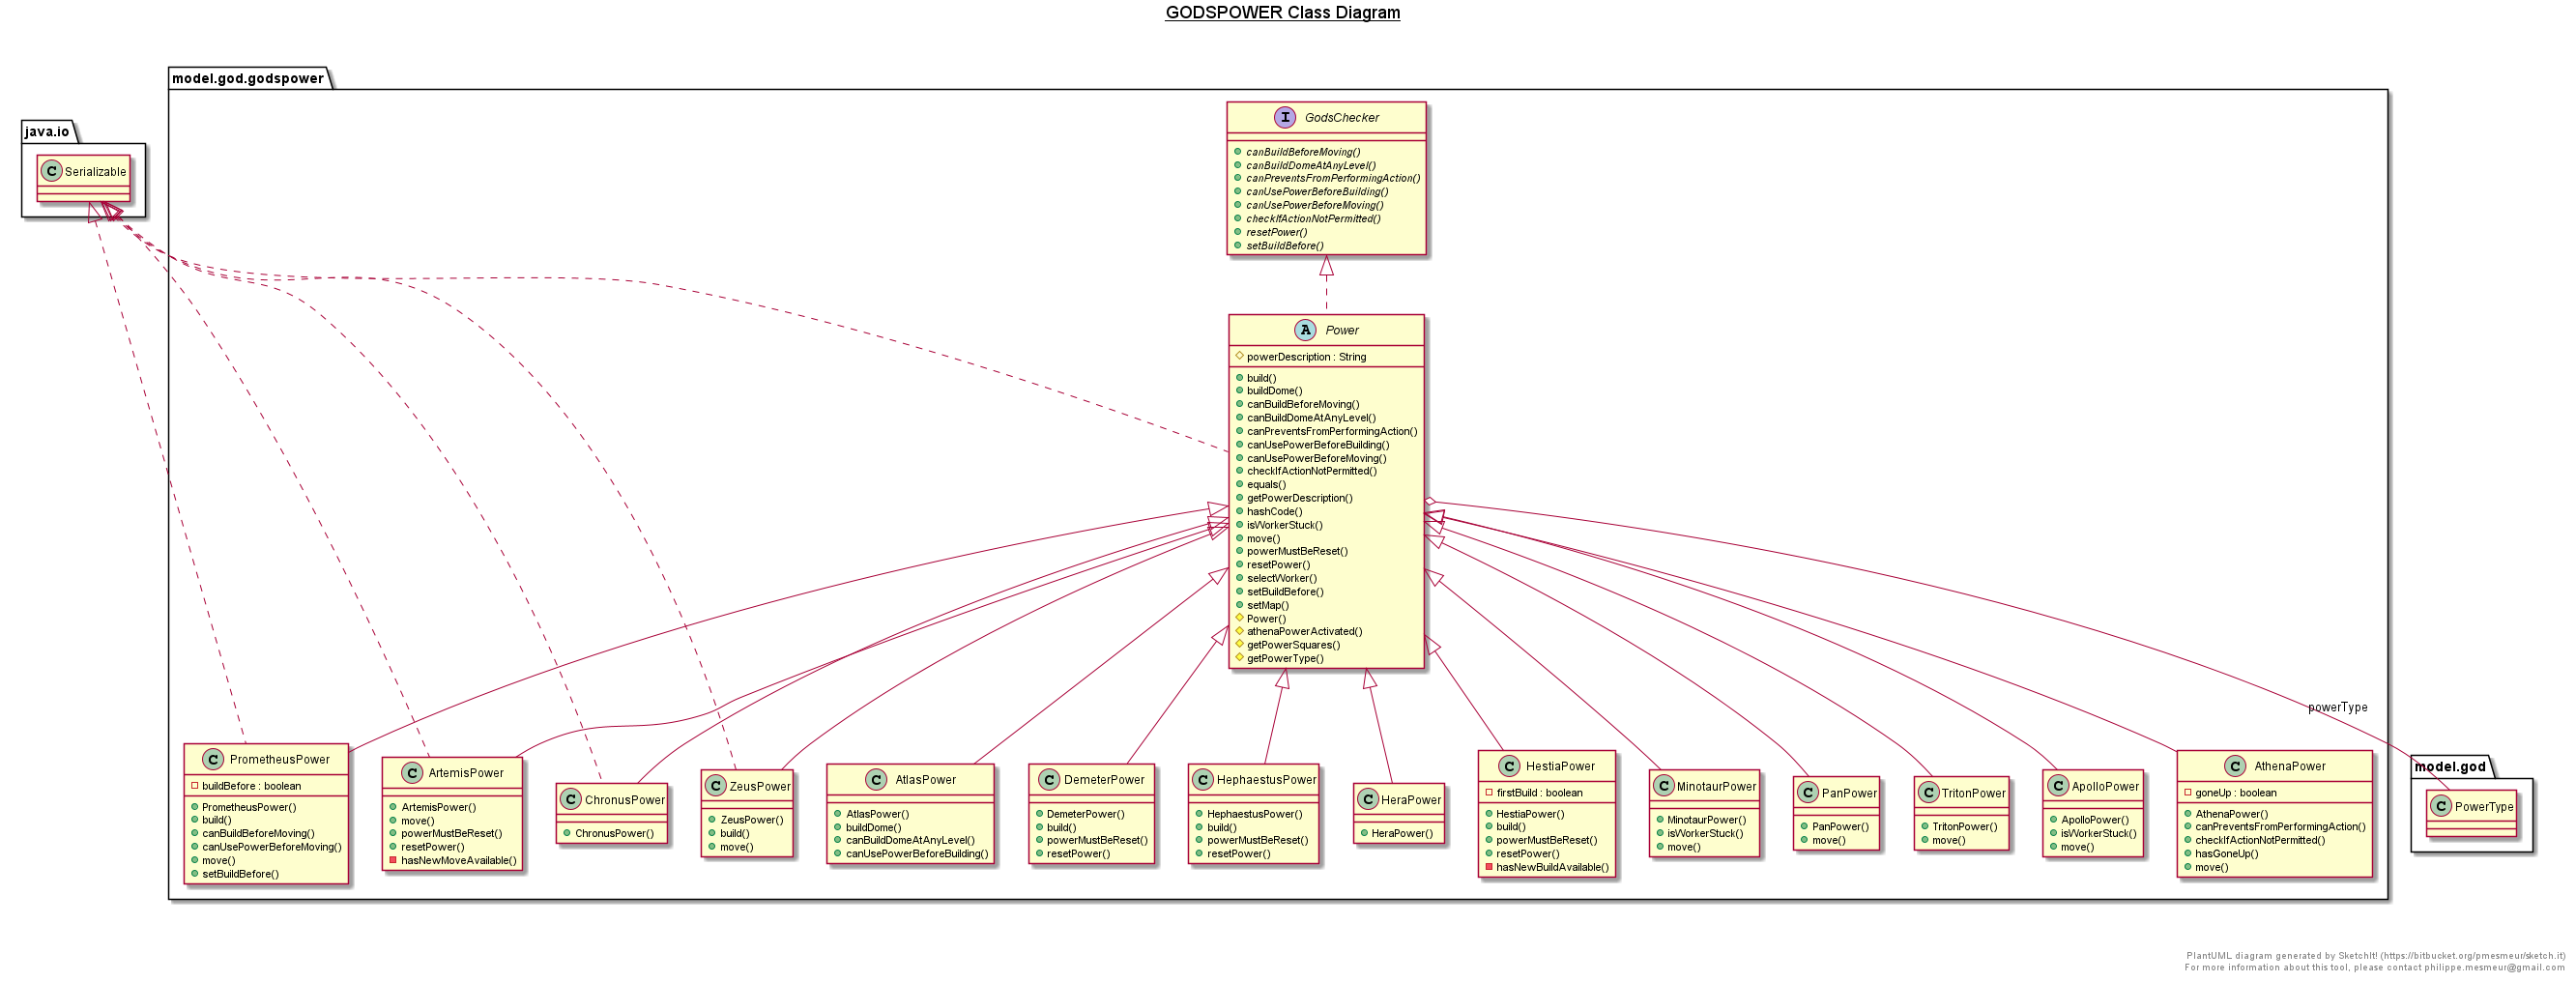 GODSPOWER Class Diagram
model.god.godspower
java.io
C Serializable
I GodsChecker
canBuildBeforeMoving()
canBuildDomeAtAnyLevel()
canPreventsFromPerformingAction()
canUsePowerBeforeBuilding()
canUsePowerBeforeMoving()
checkIfActionNotPermitted()
resetPower()
setBuildBefore()
A Power
powerDescription : String
build()
buildDome()
canBuildBeforeMoving()
canBuildDomeAtAnyLevel()
canPreventsFromPerformingAction()
canUsePowerBeforeBuilding()
canUsePowerBeforeMoving()
checkIfActionNotPermitted()
equals()
getPowerDescription()
hashCode()
isWorkerStuck()
move()
powerMustBeReset()
resetPower()
selectWorker()
setBuildBefore()
setMap()
Power()
athenaPowerActivated()
getPowerSquares()
getPowerType()
powerType
C PrometheusPower
buildBefore : boolean
PrometheusPower()
build()
canBuildBeforeMoving()
canUsePowerBeforeMoving()
move()
setBuildBefore()
C ArtemisPower
ArtemisPower()
move()
powerMustBeReset()
resetPower()
hasNewMoveAvailable()
C ChronusPower
ChronusPower()
C ZeusPower
ZeusPower()
build()
move()
C AtlasPower
AtlasPower()
buildDome()
canBuildDomeAtAnyLevel()
canUsePowerBeforeBuilding()
C DemeterPower
DemeterPower()
build()
powerMustBeReset()
resetPower()
C HephaestusPower
HephaestusPower()
build()
powerMustBeReset()
resetPower()
C HeraPower
HeraPower()
C HestiaPower
firstBuild : boolean
HestiaPower()
build()
powerMustBeReset()
resetPower()
hasNewBuildAvailable()
C MinotaurPower
MinotaurPower()
isWorkerStuck()
move()
C PanPower
PanPower()
move()
C TritonPower
TritonPower()
move()
C ApolloPower
ApolloPower()
isWorkerStuck()
move()
C AthenaPower
goneUp : boolean
AthenaPower()
canPreventsFromPerformingAction()
checkIfActionNotPermitted()
hasGoneUp()
move()
model.god
C PowerType
PlantUML diagram generated by SketchIt! (https://bitbucket.org/pmesmeur/sketch.it)
For more information about this tool, please contact philippe.mesmeur@gmail.com